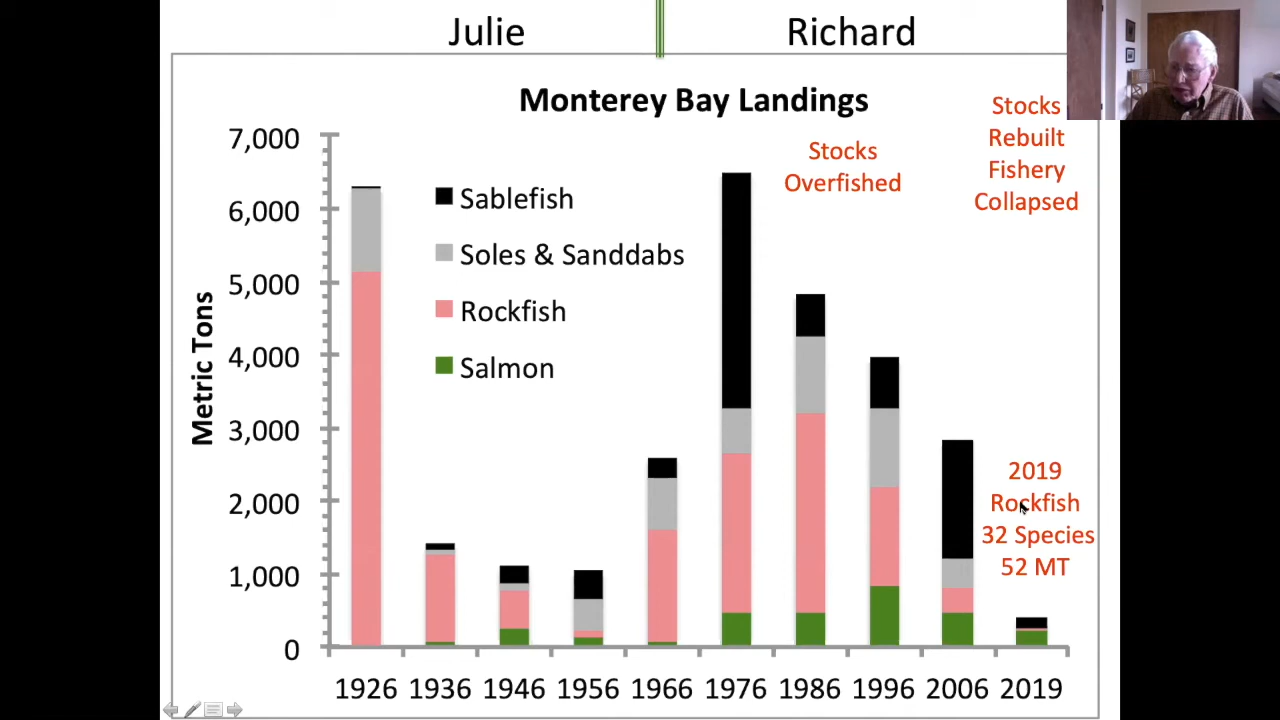 Julie
Richard
Monterey Bay Landings
Stocks
Rebuilt
Fishery
Collapsed
Stocks
Overfished
7,000
6,000
5,000
4,000
3,000
2,000
1,000
0
Metric Tons
Sablefish
Soles & Sanddabs
Rockfish
Salmon
2019
Rockfish
32 Species
52 MT
1926 1936 1946 1956 1966 1976 1986 1996 2006 2019